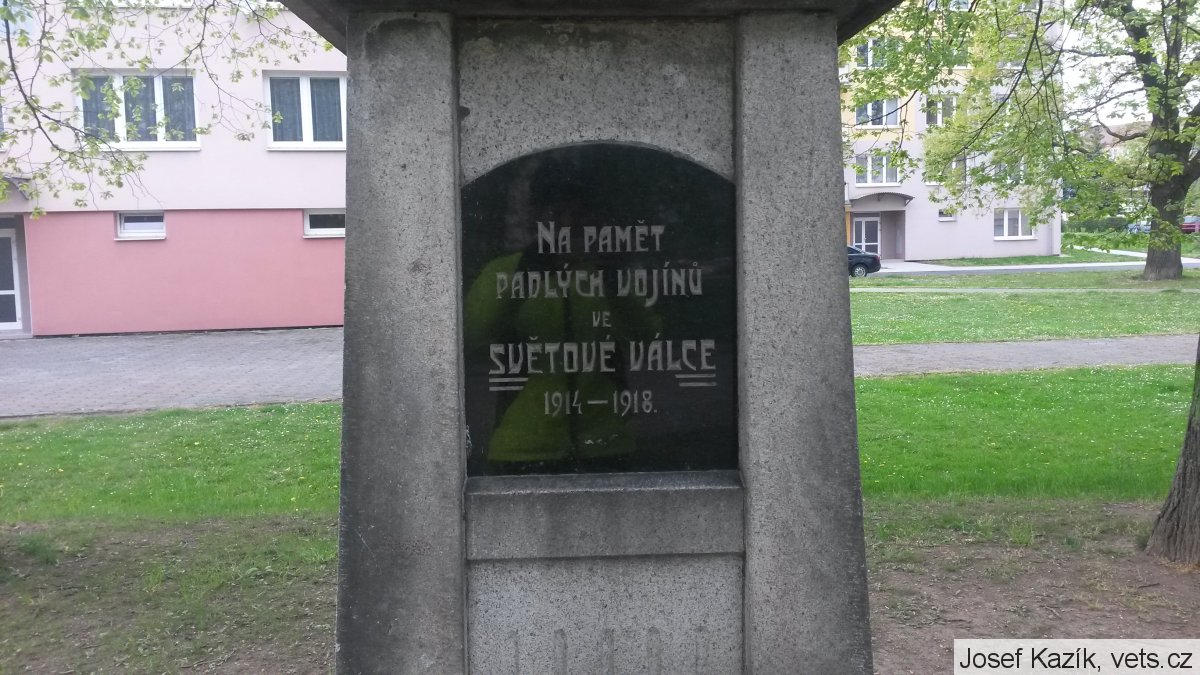 Na paměť
padlých vojínů
ve
světové válce
1914—1918.
Josef Kazík, vets.cz